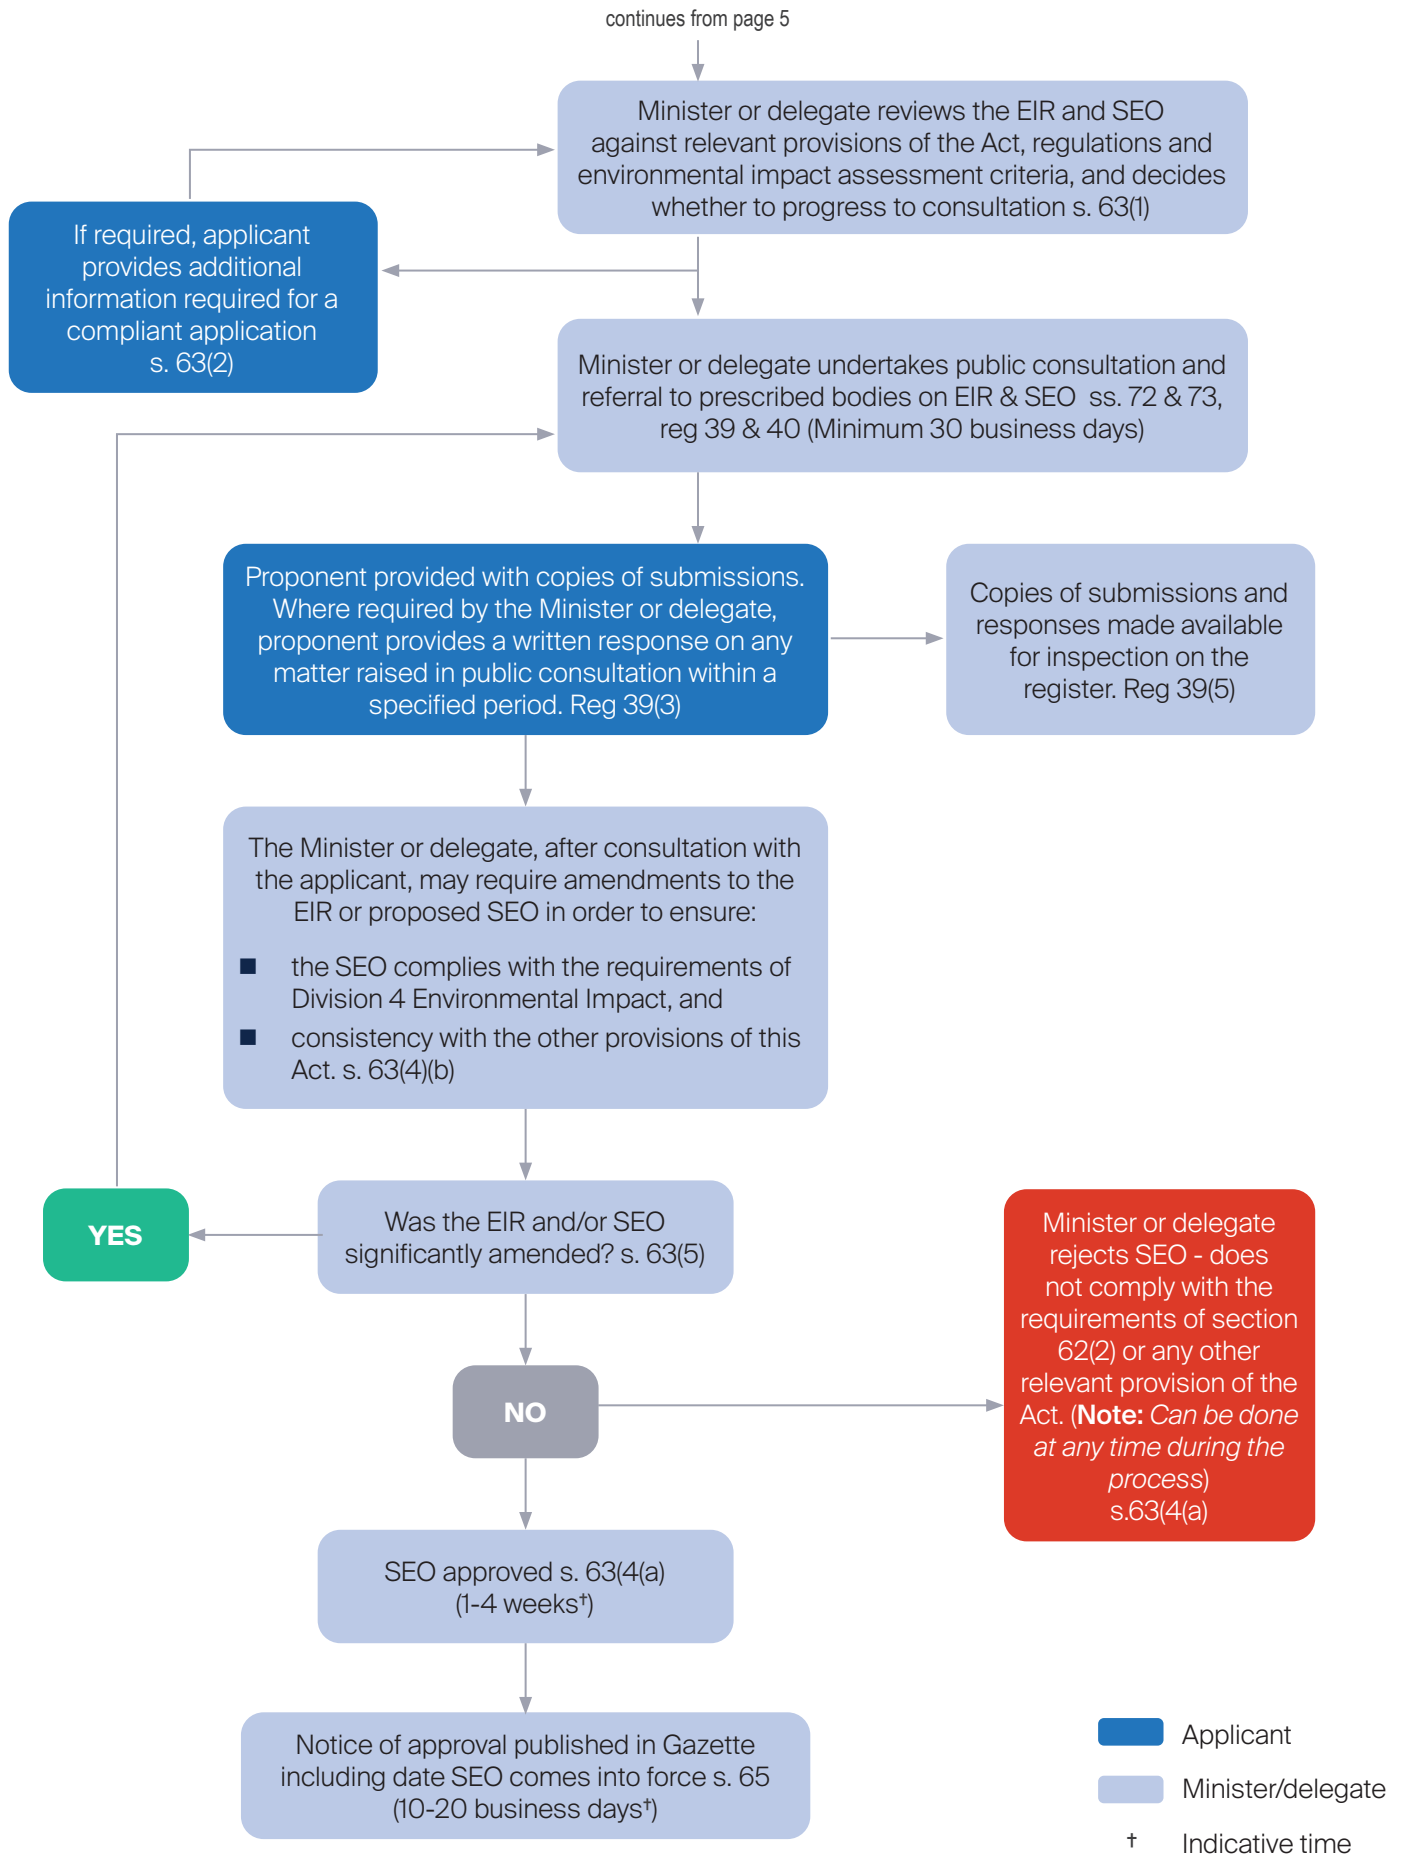 continues from page 5
Minister or delegate reviews the EIR and SEO
against relevant provisions of the Act, regulations and
environmental impact assessment criteria, and decides
whether to progress to consultation s. 63(1)
If required, applicant
provides additional
information required for a
compliant application
s. 63(2)
Minister or delegate undertakes public consultation and
referral to prescribed bodies on EIR & SEO ss. 72 & 73,
reg 39 & 40 (Minimum 30 business days)
Proponent provided with copies of submissions.
Where required by the Minister or delegate,
proponent provides a written response on any
matter raised in public consultation within a
specified period. Reg 39(3)
Copies of submissions and
responses made available
for inspection on the
register. Reg 39(5)
The Minister or delegate, after consultation with
the applicant, may require amendments to the
EIR or proposed SEO in order to ensure:
■ the SEO complies with the requirements of
Division 4 Environmental Impact, and
■ consistency with the other provisions of this
Act. s. 63(4)(b)
YES
Was the EIR and/or SEO
significantly amended? s. 63(5)
NO
Minister or delegate
rejects SEO - does
not comply with the
requirements of section
62(2) or any other
relevant provision of the
Act. (Note: Can be done
at any time during the
process)
s.63(4(a)
SEO approved s. 63(4(a)
(1-4 weeks†)
Notice of approval published in Gazette
including date SEO comes into force s. 65
(10-20 business days†)
Applicant
Minister/delegate
† Indicative time